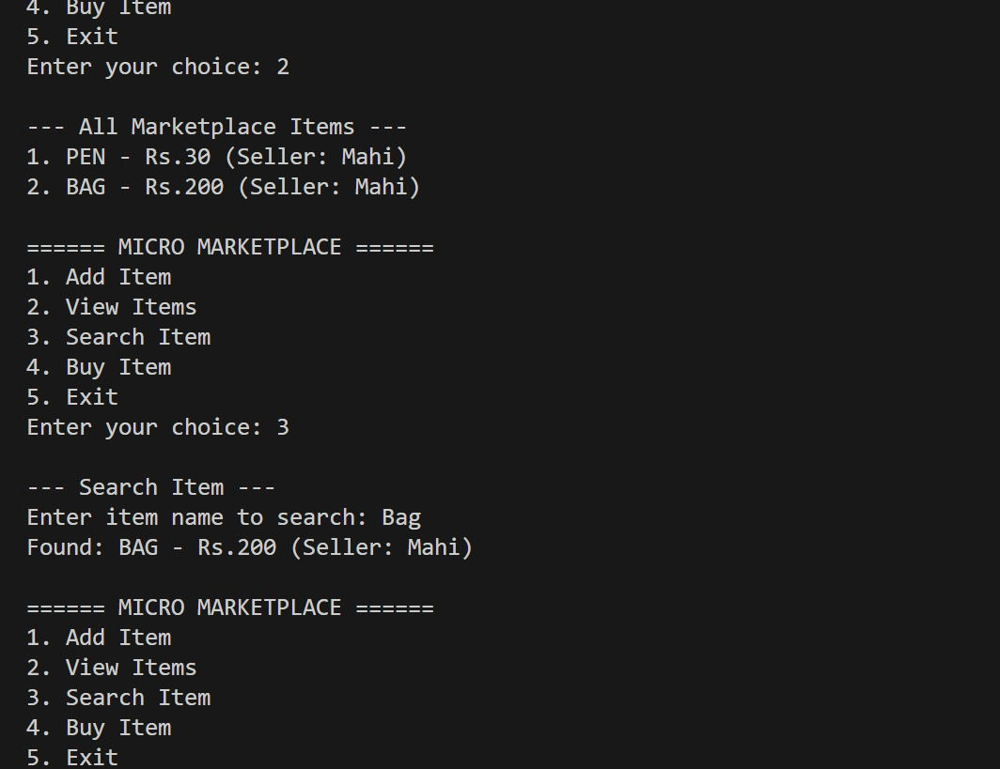 4. Buy Item
5. Exit
Enter your choice: 2

--- All Marketplace Items ---
1. PEN - Rs.30 (Seller: Mahi)
2. BAG - Rs.200 (Seller: Mahi)

====== MICRO MARKETPLACE ======
1. Add Item
2. View Items
3. Search Item
4. Buy Item
5. Exit
Enter your choice: 3

--- Search Item ---
Enter item name to search: Bag
Found: BAG - Rs.200 (Seller: Mahi)

====== MICRO MARKETPLACE ======
1. Add Item
2. View Items
3. Search Item
4. Buy Item
5. Exit